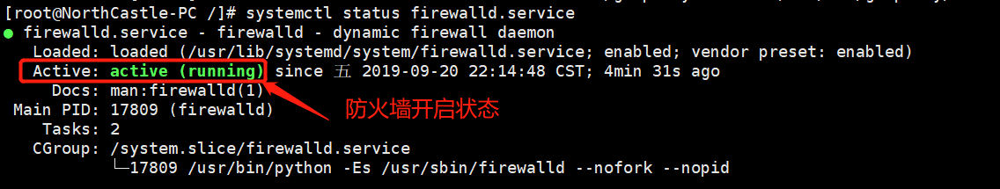 [root@NorthCastle-PC /]# systemctl status firewalld.service
● firewalld.service - firewalld - dynamic firewall daemon
Loaded: loaded (/usr/lib/systemd/system/firewalld.service; enabled; vendor preset: enabled)
Active: active (running) since 五 2019-09-20 22:14:48 CST; 4min 31s ago
Docs: man:firewalld(1)
防火墙开启状态
Main PID: 17809 (firewalld)
Tasks: 2
CGroup: /system.slice/firewalld.service
└─17809 /usr/bin/python -Es /usr/sbin/firewalld --nofork --nopid